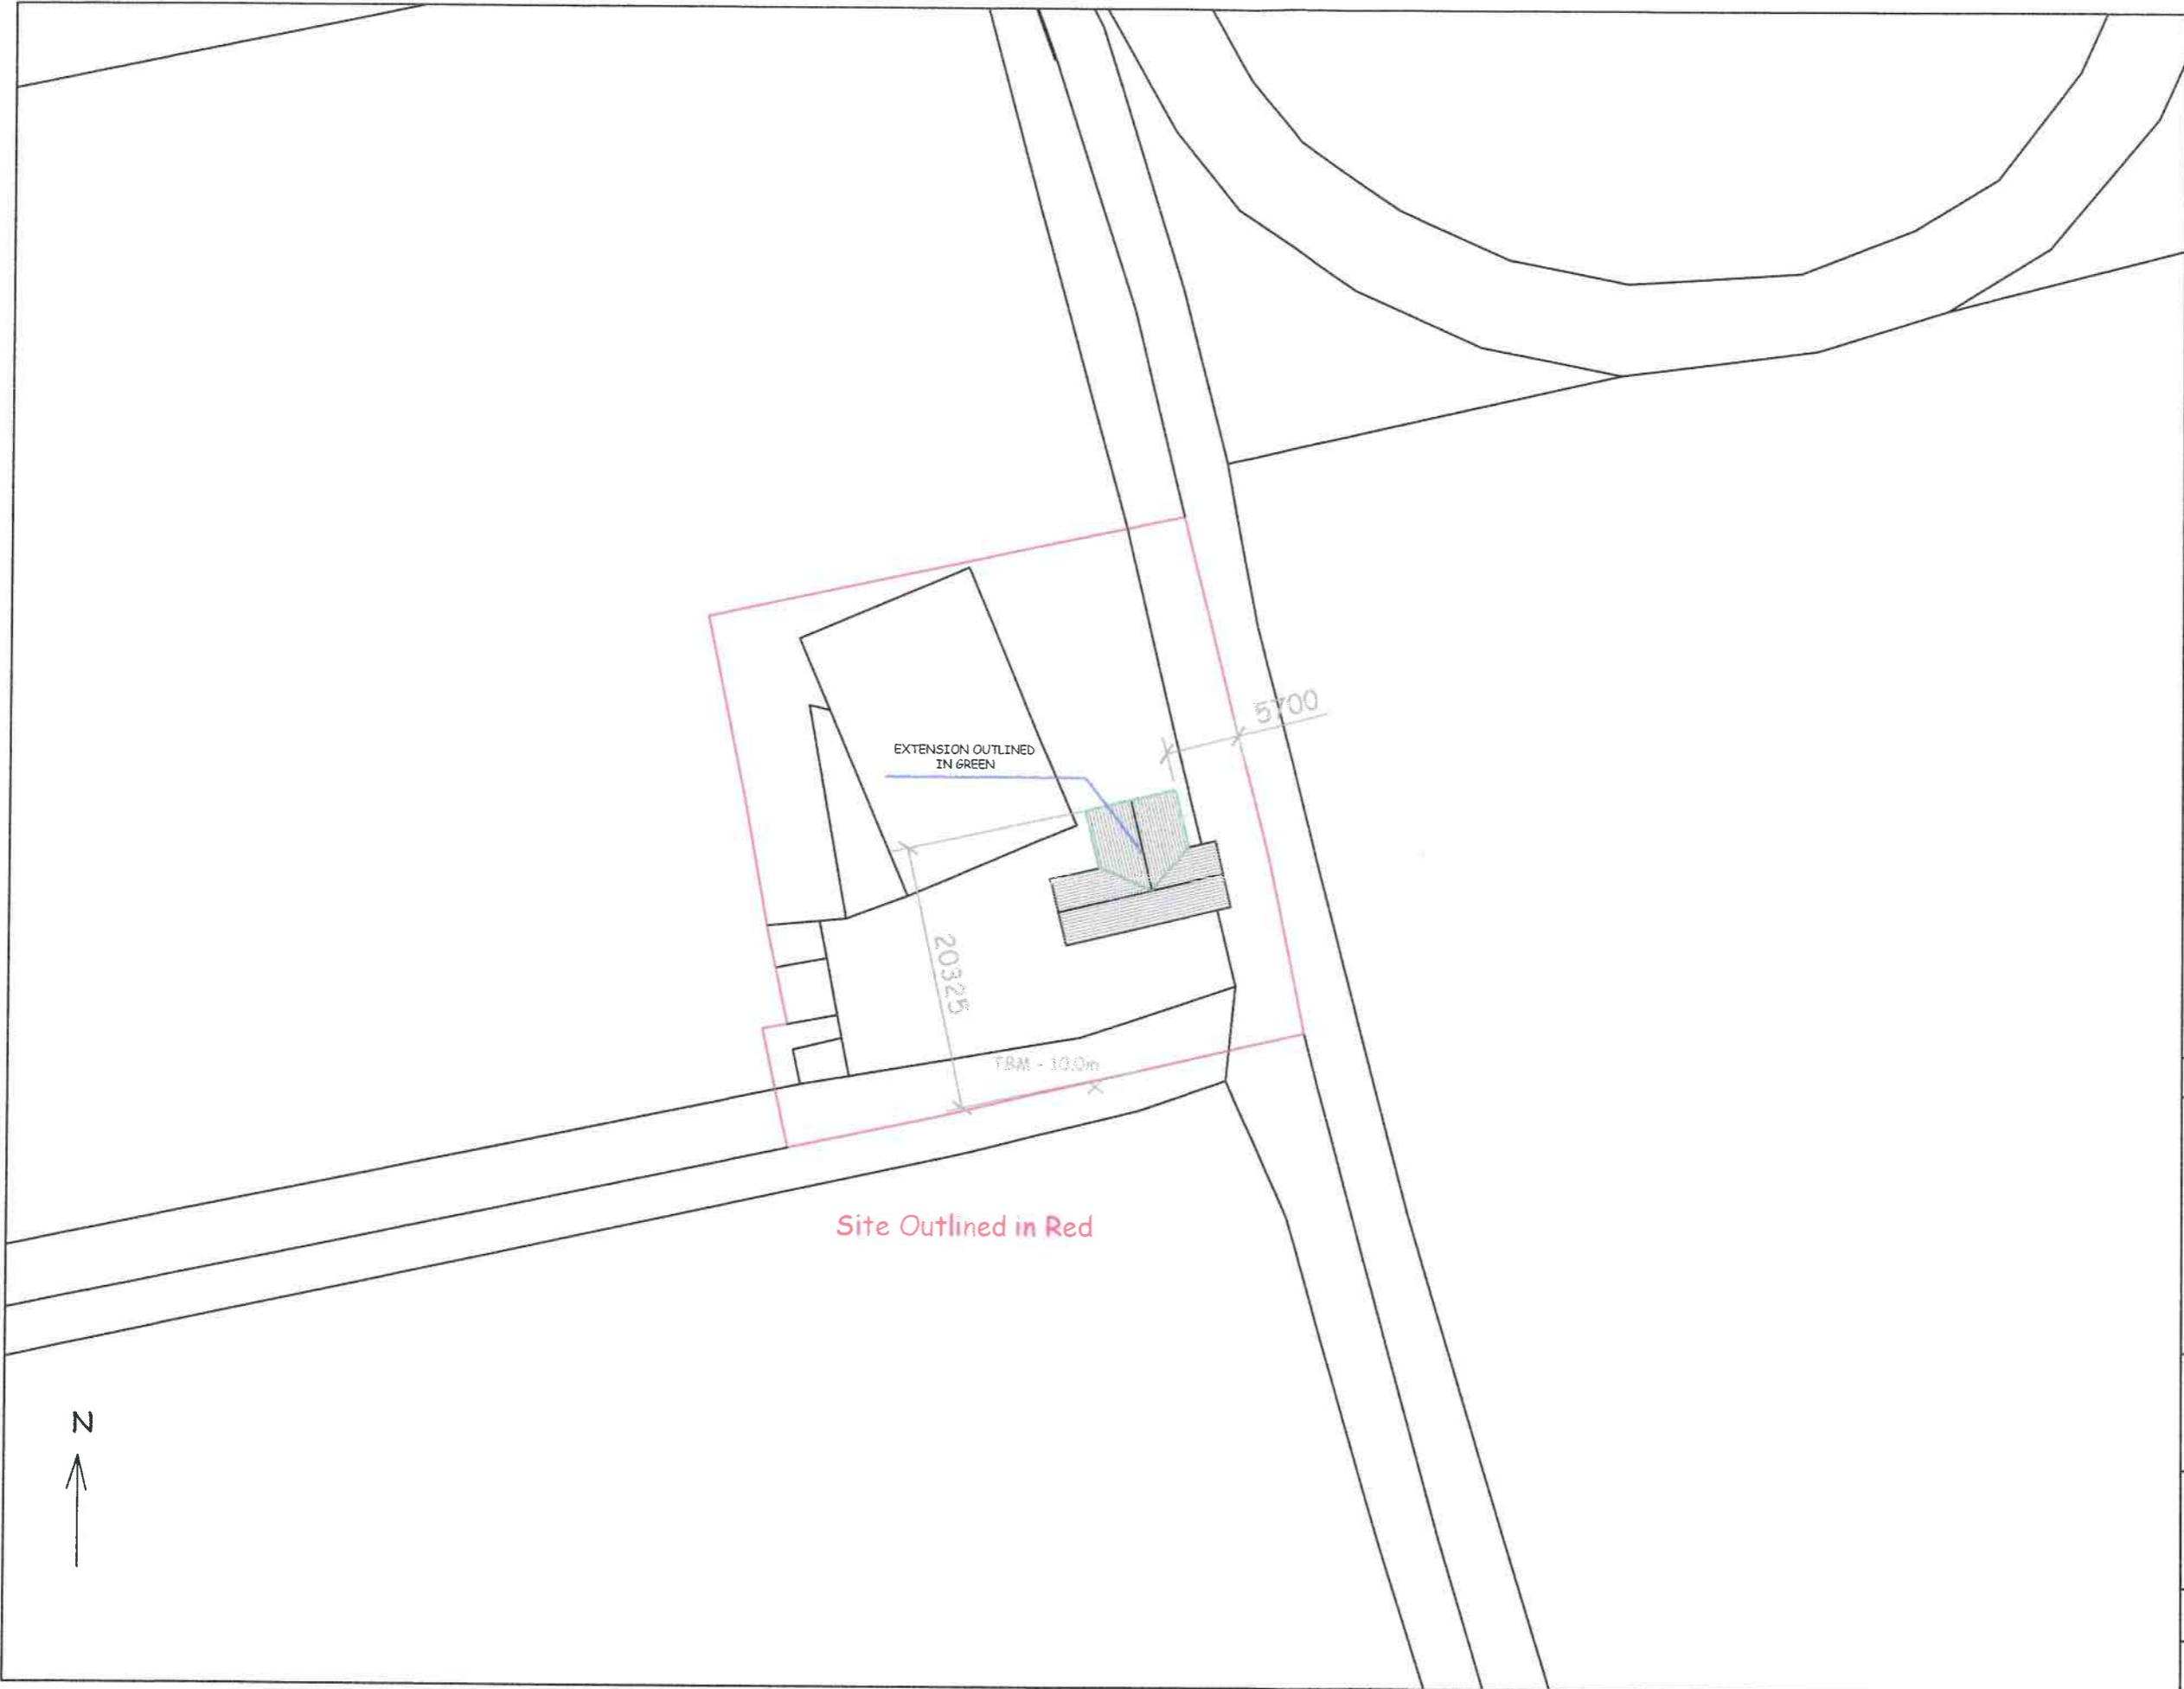 5700
EXTENSION OUTLINED
IN GREEN
20325
TBM - 10.0m
Site Outlined in Red
N